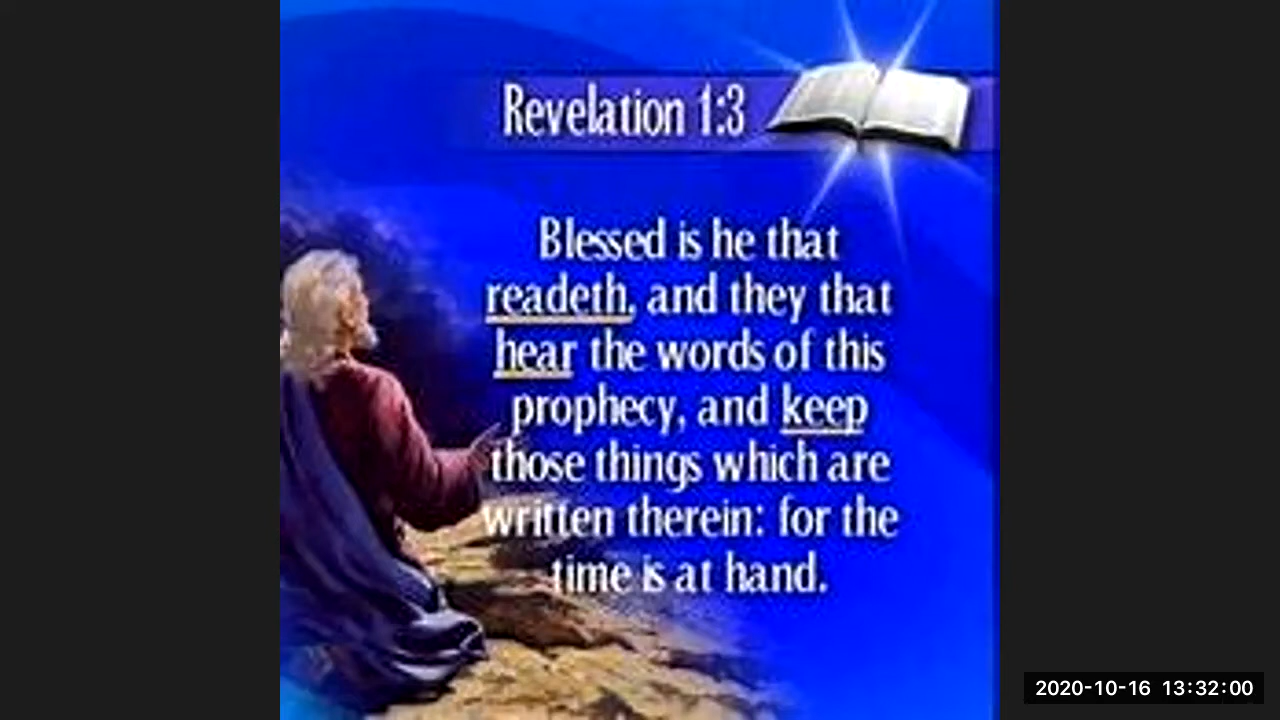 Revelation 1:3
Blessed is he that
readeth, and they that
hear the words of this
prophecy, and keep
those things which are
written therein: for the
time is at hand.
2020-10-16 13:32:00